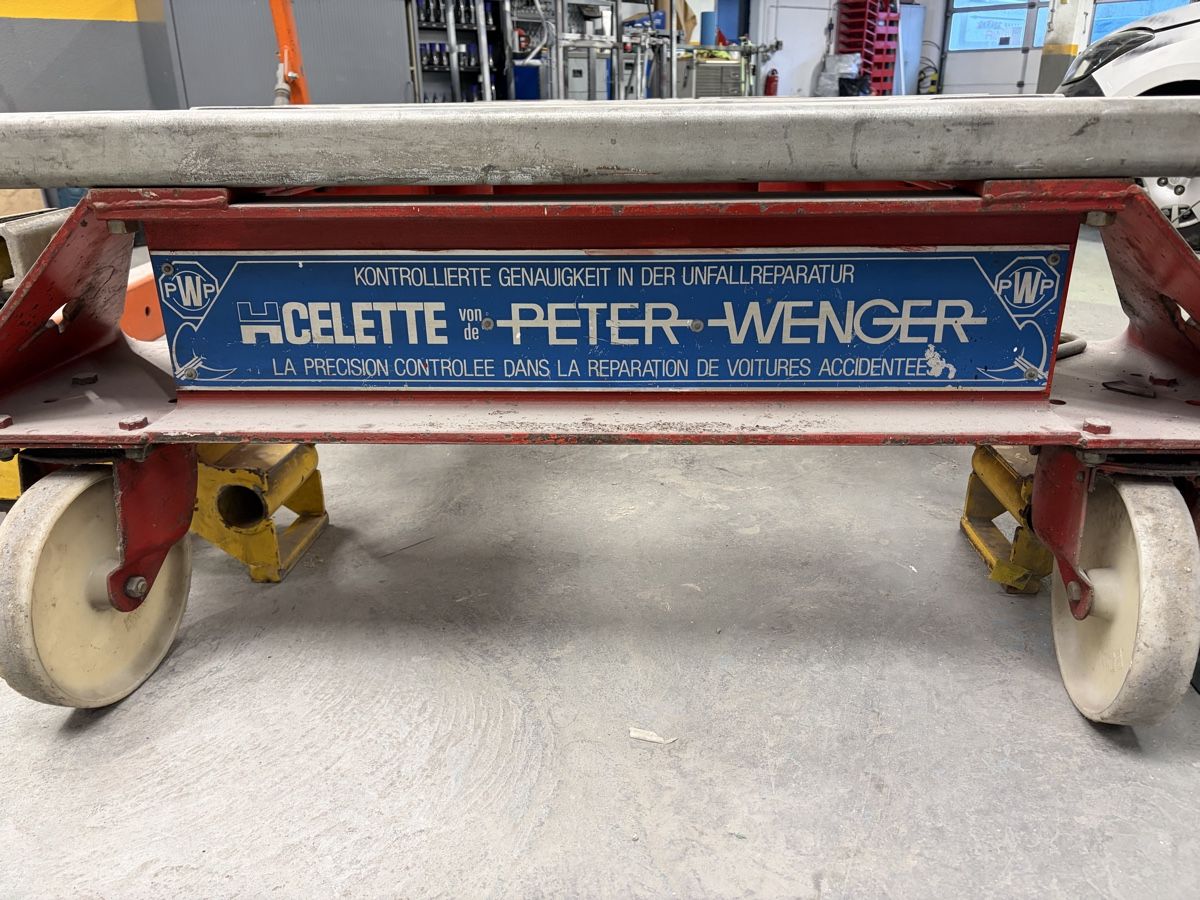 KONTROLLIERTE GENAUIGKEIT IN DER UNFALLREPARATUR
PWP
CELETTE von de PETER WENGER
PWP
LA PRECISION CONTROLEE DANS LA REPARATION DE VOITURES ACCIDENTEES